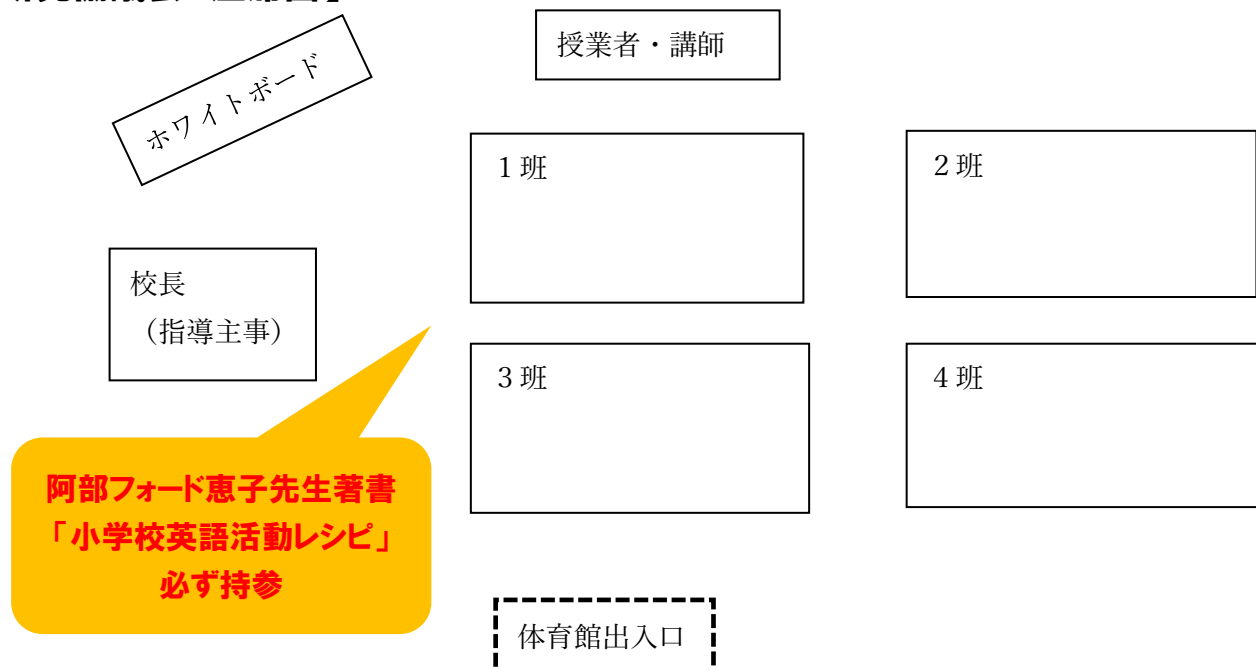 授業者・講師
ホワイトボード
1班
2班
校長
（指導主事）
3班
4班
阿部フォード恵子先生著書
「小学校英語活動レシピ」
必ず持参
体育館出入口